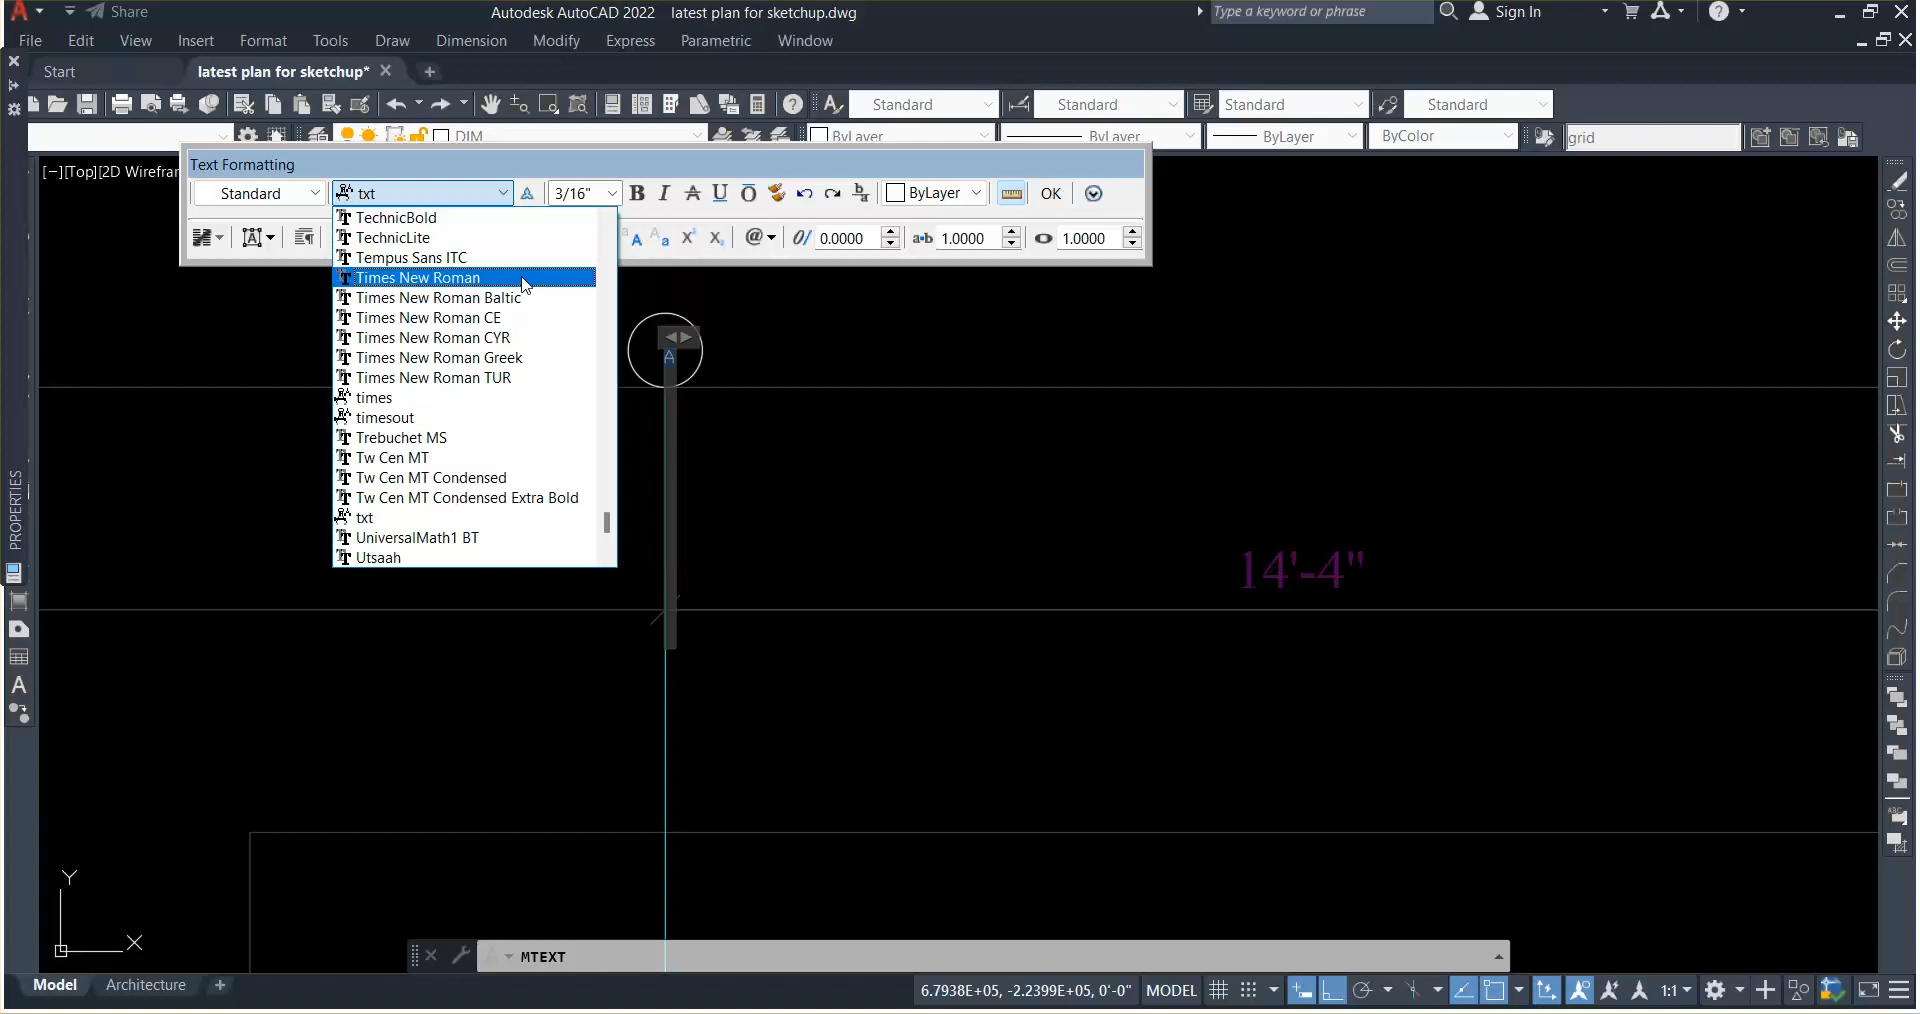 Share
Autodesk AutoCAD 2022 latest plan for sketchup.dwg
Type a keyword or phrase
Sign In
File Edit View Insert Format Tools Draw Dimension Modify Express Parametric Window
Start
latest plan for sketchup*
Standard Standard Standard Standard
DIM
ByLayer
ByLayer
ByLayer
ByColor
grid
Text Formatting
[−][Top][2D Wirefra
Standard
txt
3/16"
B I A U O
ByLayer
OK
@
0/ 0.0000
a•b 1.0000
1.0000
TechnicBold
TechnicLite
Tempus Sans ITC
Times New Roman
Times New Roman Baltic
Times New Roman CE
Times New Roman CYR
Times New Roman Greek
Times New Roman TUR
times
timesout
Trebuchet MS
Tw Cen MT
Tw Cen MT Condensed
Tw Cen MT Condensed Extra Bold
txt
UniversalMath1 BT
Utsaah
A
14'-4"
PROPERTIES
A
Y
X
MTEXT
Model Architecture
6.7938E+05, -2.2399E+05, 0'-0"
MODEL
1:1